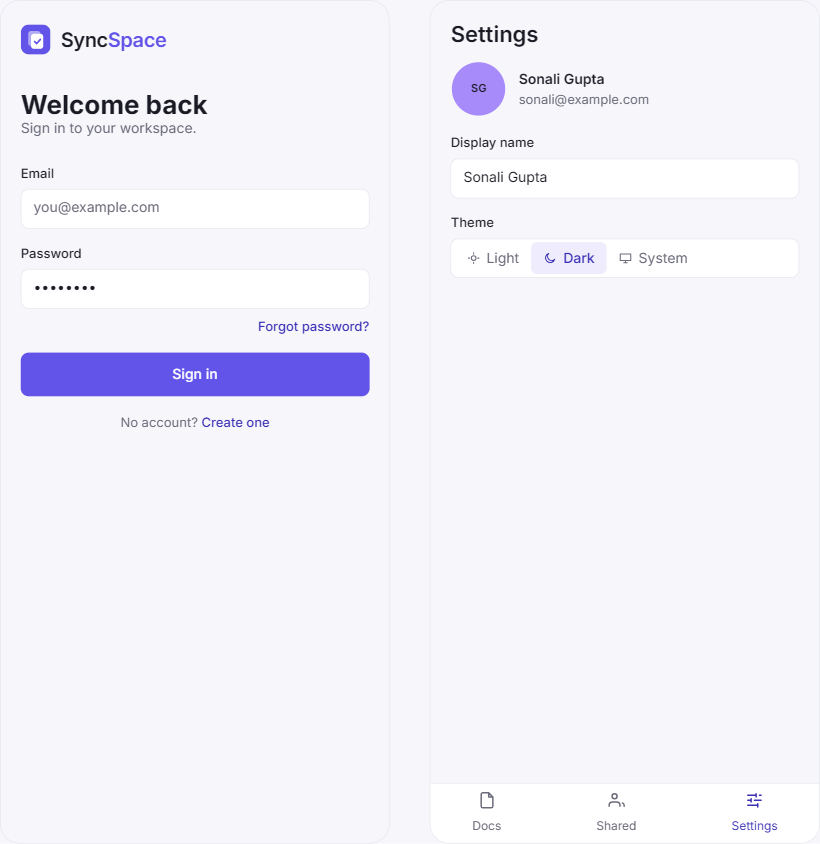 SyncSpace
Welcome back
Sign in to your workspace.
Email
you@example.com
Password
••••••••
Forgot password?
Sign in
No account? Create one
Settings
SG
Sonali Gupta
sonali@example.com
Display name
Sonali Gupta
Theme
Light Dark System
Docs Shared Settings